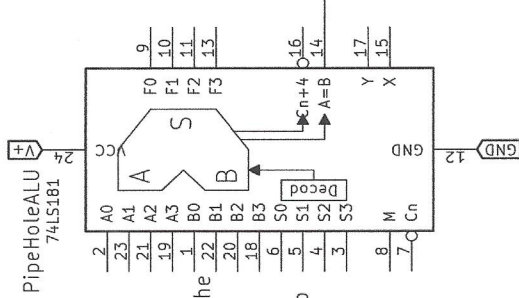 PipeHoleALU
74LS181
V+
24
VCC
9
10
11
13
16
14
17
15
F0
F1
F2
F3
Cn+4
A=B
Y
X
S
A
B
Decod
GND
12
GND
2
23
21
19
1
22
20
18
6
5
4
3
8
7
A0
A1
A2
A3
B0
B1
B2
B3
S0
S1
S2
S3
M
Cn
he